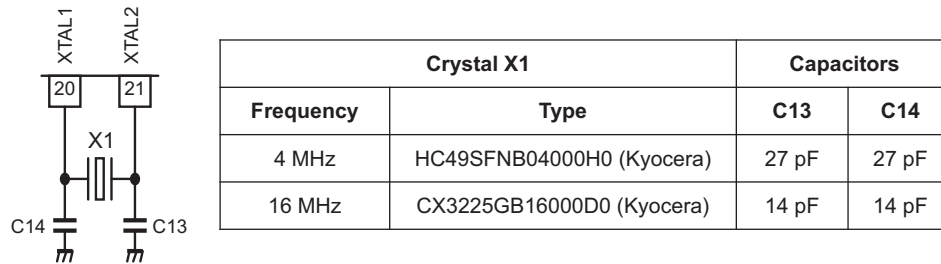 XTAL1 XTAL2
20 21
X1
C14 C13
Crystal X1 Capacitors
Frequency Type C13 C14
4 MHz HC49SFNB04000H0 (Kyocera) 27 pF 27 pF
16 MHz CX3225GB16000D0 (Kyocera) 14 pF 14 pF